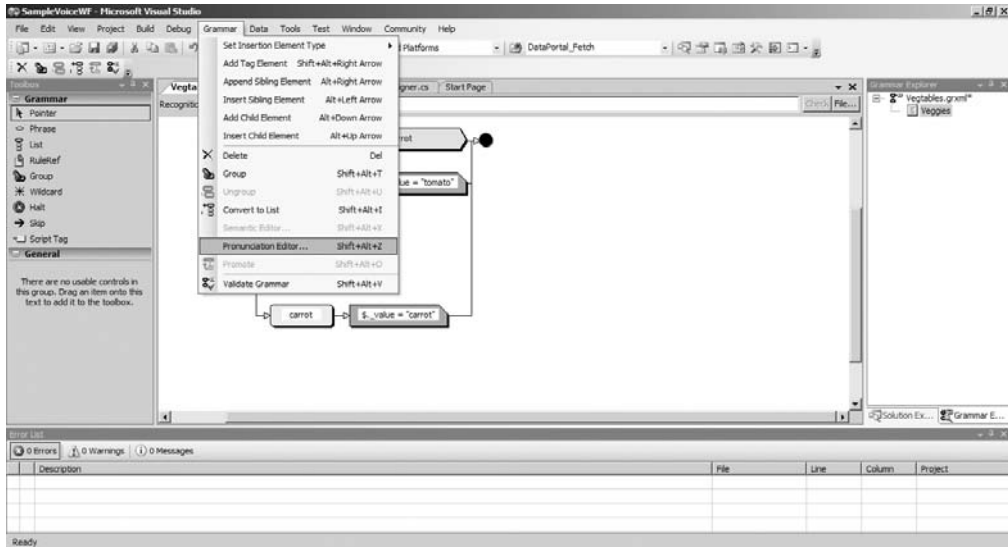 SampleVoiceWF - Microsoft Visual Studio
File Edit View Project Build Debug Grammar Data Tools Test Window Community Help
Platforms DataPortal_Fetch
Toolbox
Grammar
Pointer
Phrase
List
RuleRef
Group
Wildcard
Halt
Skip
Script Tag
General
There are no usable controls in
this group. Drag an item onto this
text to add it to the toolbox.
Set Insertion Element Type
Add Tag Element Shift+Alt+Right Arrow
Append Sibling Element Alt+Right Arrow
Insert Sibling Element Alt+Left Arrow
Add Child Element Alt+Down Arrow
Insert Child Element Alt+Up Arrow
Delete Del
Group Shift+Alt+T
Ungroup Shift+Alt+U
Convert to List Shift+Alt+I
Semantic Editor... Shift+Alt+X
Pronunciation Editor... Shift+Alt+Z
Promote Shift+Alt+O
Validate Grammar Shift+Alt+V
Vegta
gner.cs Start Page
Recognitic
Check File...
rrot
ue = "tomato"
carrot $._value = "carrot"
Grammar Explorer
Vegtables.grxml*
Veggies
Solution Ex... Grammar E...
Error List
0 Errors 0 Warnings 0 Messages
Description File Line Column Project
Ready